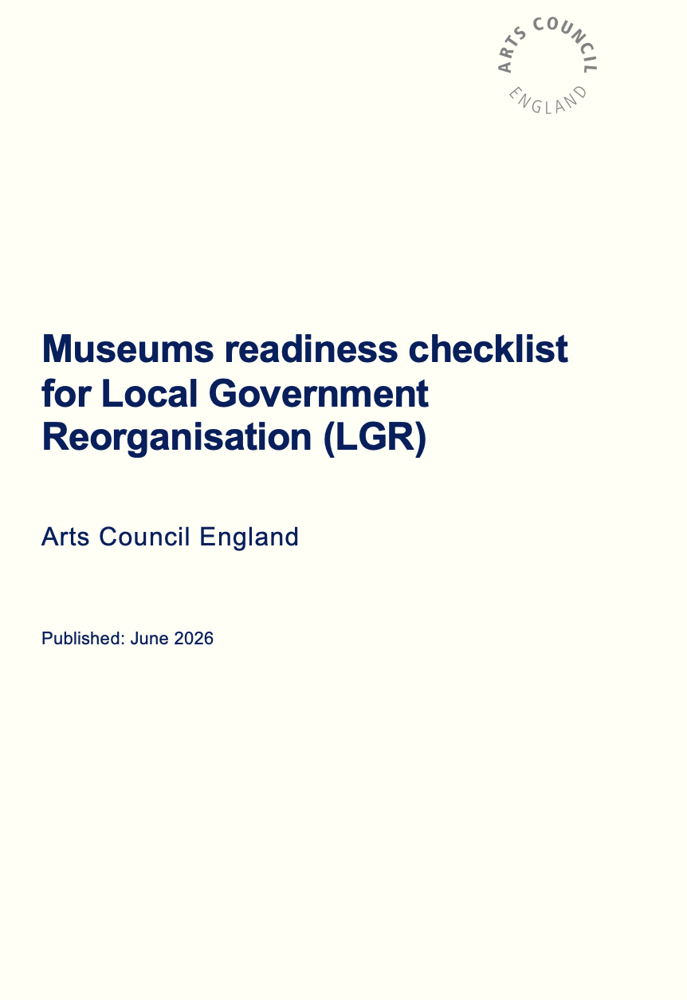 ARTS COUNCIL
ENGLAND
Museums readiness checklist
for Local Government
Reorganisation (LGR)
Arts Council England
Published: June 2026